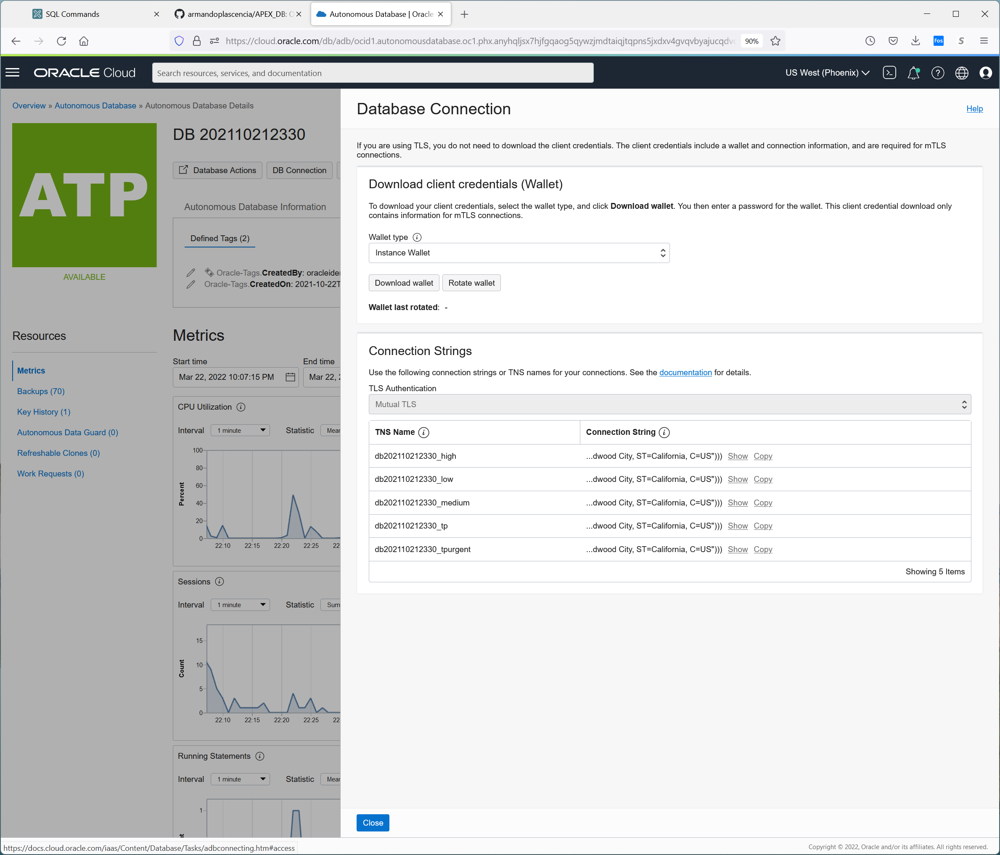 SQL Commands
armandoplascencia/APEX_DB: O
Autonomous Database | Oracle
https://cloud.oracle.com/db/adb/ocid1.autonomousdatabase.oc1.phx.anyhqljsx7hjfgqaog5qywzjmdtaiqjtqpns5jxdxv4gvqvbyajucqdvc
90%
fos
S
ORACLE Cloud
Search resources, services, and documentation
US West (Phoenix)
Overview » Autonomous Database » Autonomous Database Details
ATP
AVAILABLE
DB 202110212330
Database Actions
DB Connection
Autonomous Database Information
Defined Tags (2)
Oracle-Tags.CreatedBy: oracleiden
Oracle-Tags.CreatedOn: 2021-10-22T
Resources
Metrics
Backups (70)
Key History (1)
Autonomous Data Guard (0)
Refreshable Clones (0)
Work Requests (0)
Metrics
Start time
End time
Mar 22, 2022 10:07:15 PM
Mar 22, 2
CPU Utilization
Interval
1 minute
Statistic
Mean
Percent
100
80
60
40
20
0
22:10
22:15
22:20
22:25
22
Sessions
Interval
1 minute
Statistic
Sum
Count
15
10
5
0
22:10
22:15
22:20
22:25
22
Running Statements
Interval
1 minute
Statistic
Mean
1
Database Connection
Help
If you are using TLS, you do not need to download the client credentials. The client credentials include a wallet and connection information, and are required for mTLS
connections.
Download client credentials (Wallet)
To download your client credentials, select the wallet type, and click Download wallet. You then enter a password for the wallet. This client credential download only
contains information for mTLS connections.
Wallet type
Instance Wallet
Download wallet
Rotate wallet
Wallet last rotated: -
Connection Strings
Use the following connection strings or TNS names for your connections. See the documentation for details.
TLS Authentication
Mutual TLS
TNS Name
Connection String
db202110212330_high
...dwood City, ST=California, C=US"))) Show Copy
db202110212330_low
...dwood City, ST=California, C=US"))) Show Copy
db202110212330_medium
...dwood City, ST=California, C=US"))) Show Copy
db202110212330_tp
...dwood City, ST=California, C=US"))) Show Copy
db202110212330_tpurgent
...dwood City, ST=California, C=US"))) Show Copy
Showing 5 Items
Close
https://docs.cloud.oracle.com/iaas/Content/Database/Tasks/adbconnecting.htm#access
Copyright © 2022, Oracle and/or its affiliates. All rights reserved.